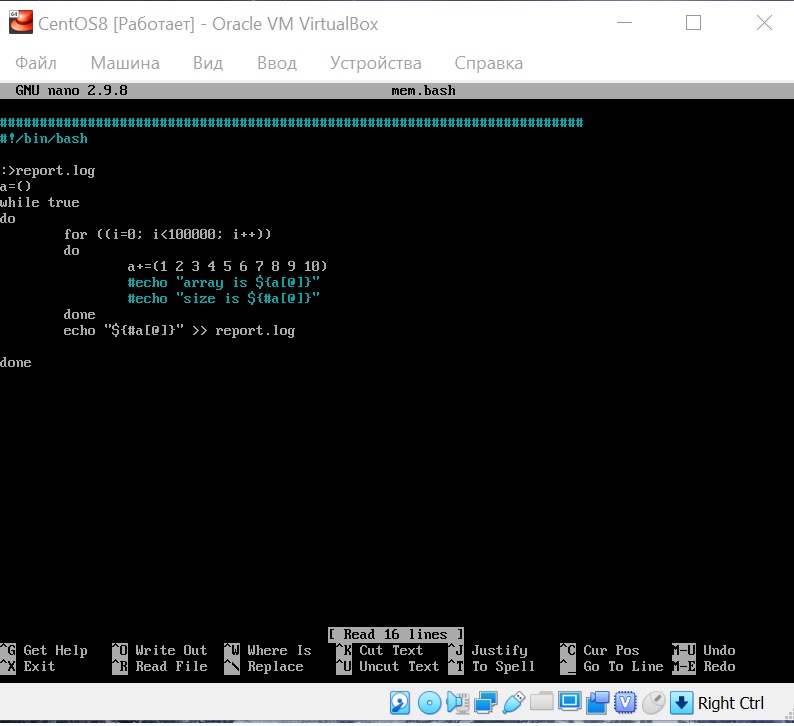 CentOS8 [Работает] - Oracle VM VirtualBox
Файл Машина Вид Ввод Устройства Справка
GNU nano 2.9.8 mem.bash
#########################################################################
#!/bin/bash
:>report.log
a=()
while true
do
for ((i=0; i<100000; i++))
do
a+=(1 2 3 4 5 6 7 8 9 10)
#echo "array is ${a[@]}"
#echo "size is ${#a[@]}"
done
echo "${#a[@]}" >> report.log
done
[ Read 16 lines ]
^G Get Help ^O Write Out ^W Where Is ^K Cut Text ^J Justify ^C Cur Pos M-U Undo
^X Exit ^R Read File ^\ Replace ^U Uncut Text ^T To Spell ^_ Go To Line M-E Redo
Right Ctrl